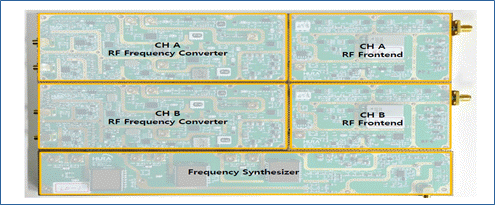 CH A
RF Frequency Converter
CH A
RF Frontend
CH B
RF Frequency Converter
CH B
RF Frontend
Frequency Synthesizer